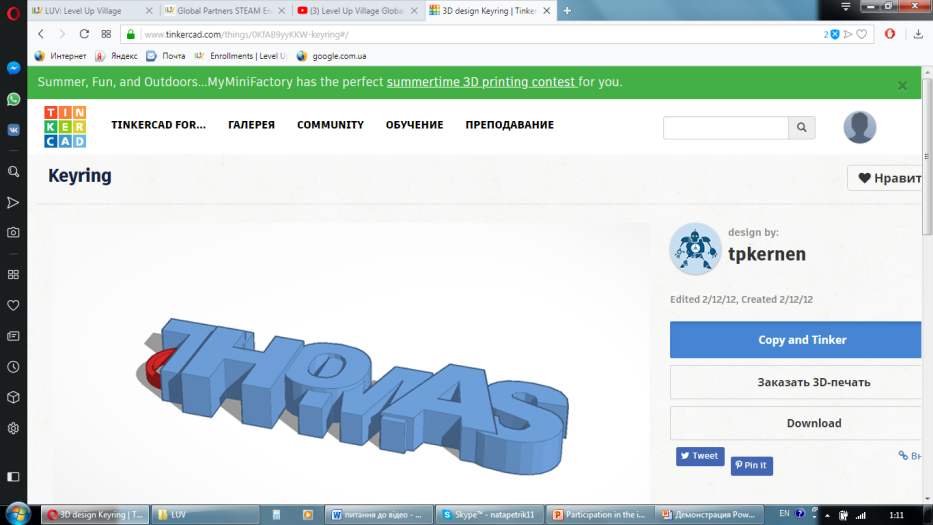 LUV: Level Up Village
Global Partners STEAM En
(3) Level Up Village Globa
3D design Keyring | Tinker
www.tinkercad.com/things/0KfAB9yyKKW-keyring#/
2
Интернет
Яндекс
Почта
Enrollments | Level U
google.com.ua
Summer, Fun, and Outdoors...MyMiniFactory has the perfect summertime 3D printing contest for you.
TIN
KER
CAD
TINKERCAD FOR...
ГАЛЕРЕЯ
COMMUNITY
ОБУЧЕНИЕ
ПРЕПОДАВАНИЕ
Keyring
Нравит
design by:
tpkernen
Edited 2/12/12, Created 2/12/12
THOMAS
Copy and Tinker
Заказать 3D-печать
Download
Tweet
Pin It
Вн
3D design Keyring | T...
LUV
питання до відео - ...
Skype™ - natapetrik11
Participation in the i...
Демонстрация Pow...
EN
1:11